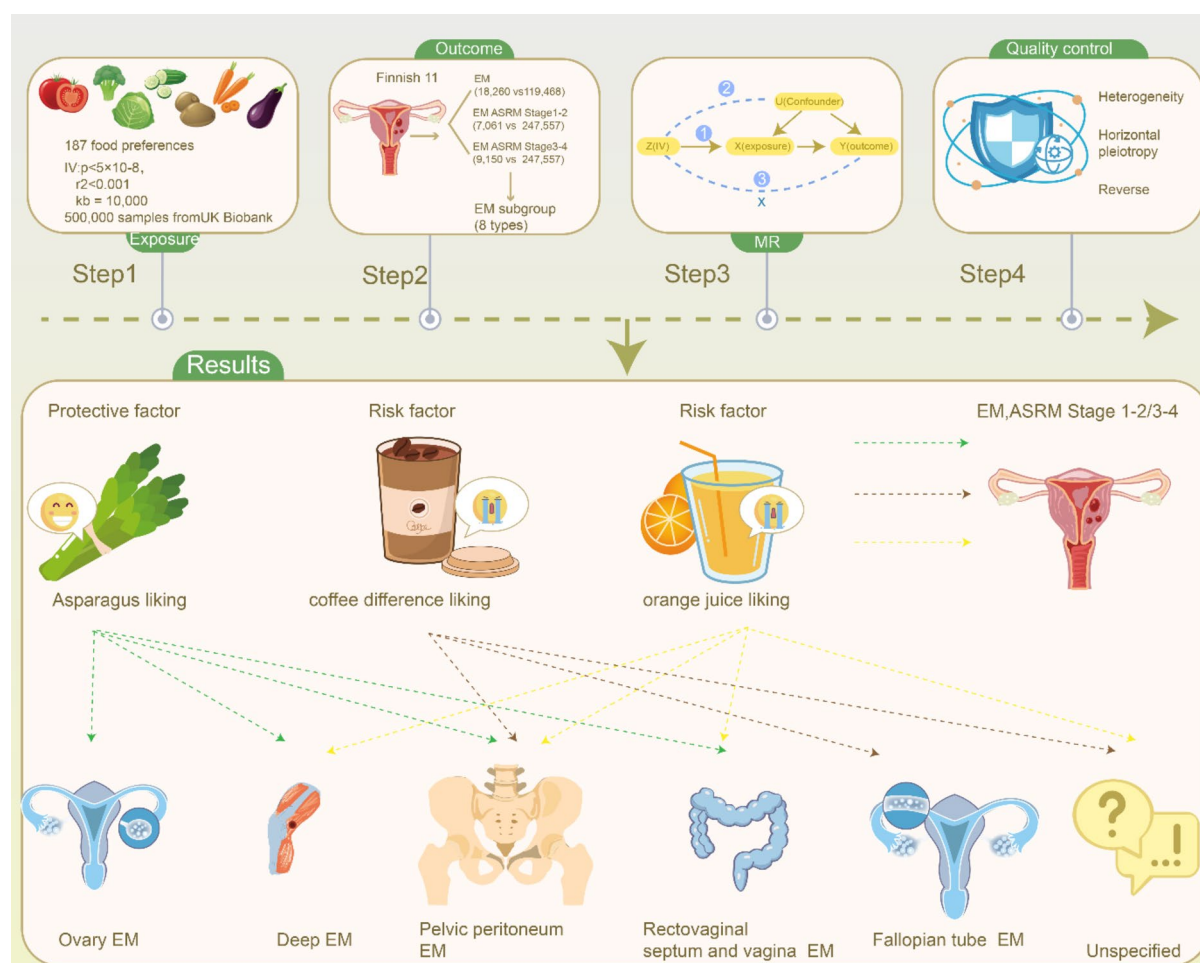 Outcome
Quality control
Finnish 11
EM
(18,260 vs119,468)
EM ASRM Stage1-2
(7,061 vs 247,557)
EM ASRM Stage3-4
(9,150 vs 247,557)
EM subgroup
(8 types)
187 food preferences
IV:p<5×10-8,
r2<0.001
kb = 10,000
500,000 samples fromUK Biobank
2
U(Confounder)
1
Z(IV)
X(exposure)
Y(outcome)
3
X
Heterogeneity
Horizontal
pleiotropy
Reverse
Exposure
MR
Step1
Step2
Step3
Step4
Results
Protective factor
Risk factor
Risk factor
EM,ASRM Stage 1-2/3-4
Asparagus liking
coffee difference liking
orange juice liking
?
...!
Ovary EM
Deep EM
Pelvic peritoneum
EM
Rectovaginal
septum and vagina EM
Fallopian tube EM
Unspecified